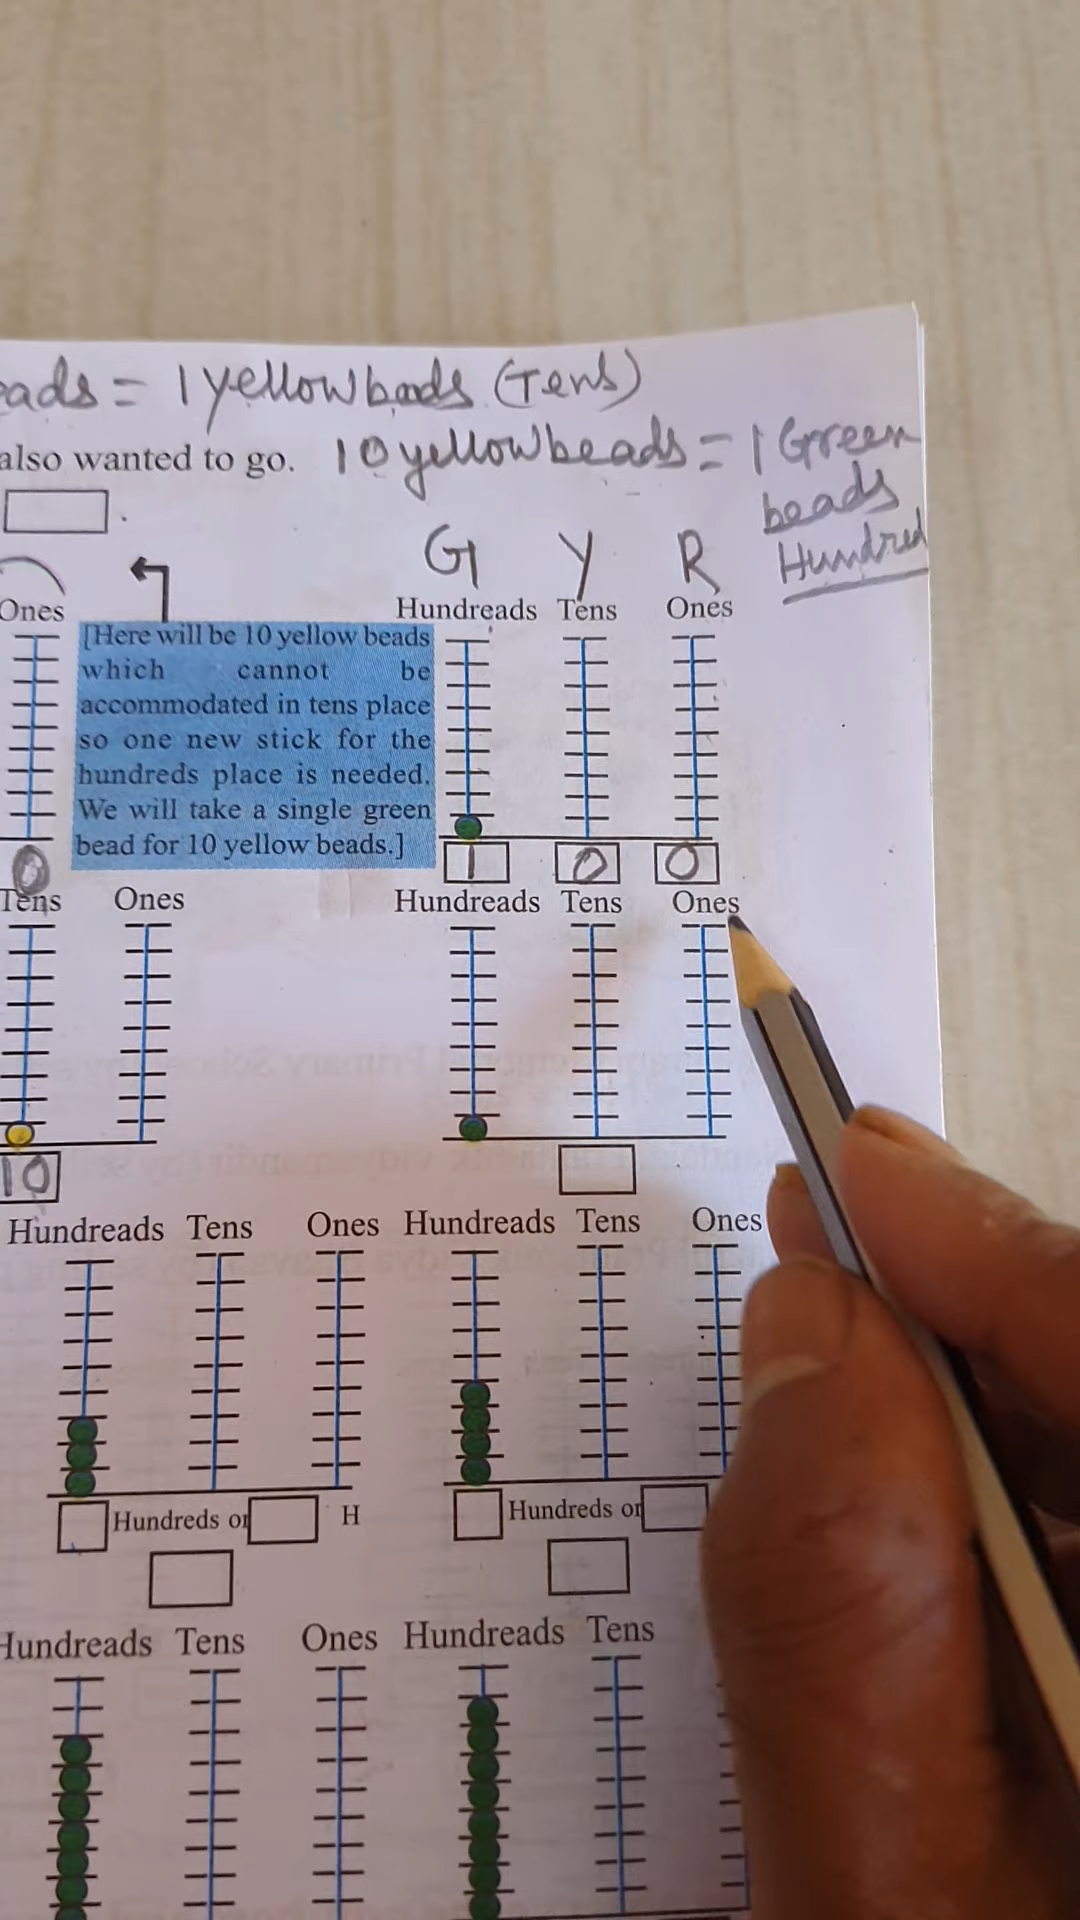 eads = 1 yellow beads (Tens)
also wanted to go. 10 yellow beads = 1 Green
beads
Hundred
G Y R
Ones
Hundreads Tens Ones
[Here will be 10 yellow beads
which cannot be
accommodated in tens place
so one new stick for the
hundreds place is needed.
We will take a single green
bead for 10 yellow beads.]
0
1 0 0
Tens Ones
Hundreads Tens Ones
10
Hundreads Tens Ones Hundreads Tens Ones
Hundreds or H Hundreds or
Hundreads Tens Ones Hundreads Tens